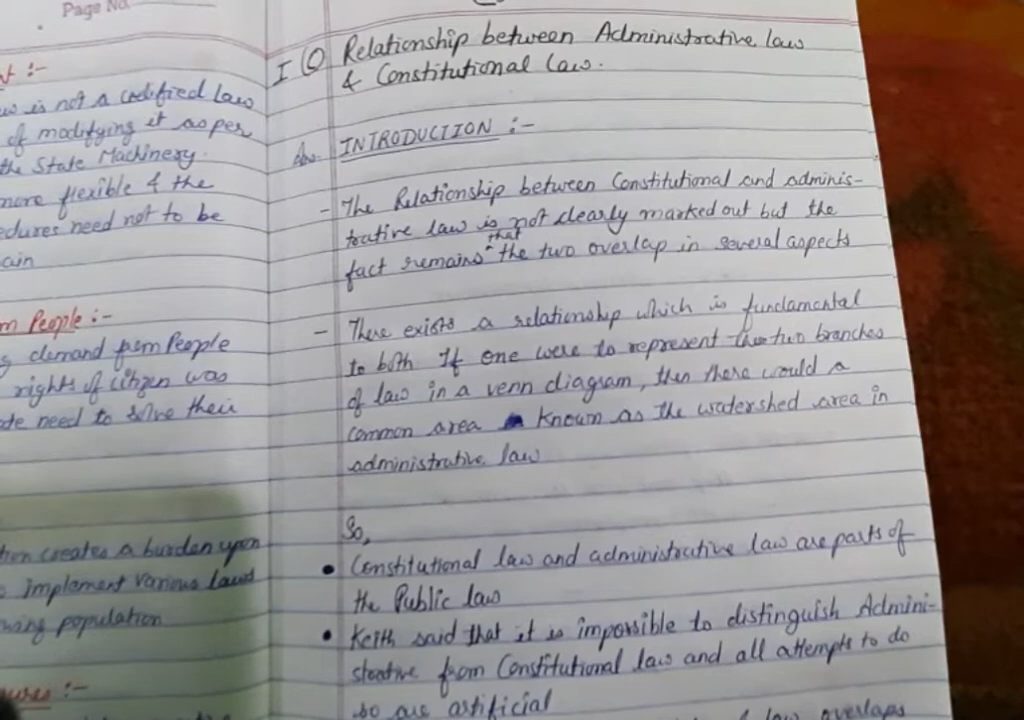 Page No.
:-
is not a codified Law
of modifying it as per
the State Machinery.
more flexible & the
need not to be
People :-
demand from People
rights of citizen was
need to solve their
creates a burden upon
implement various laws
population
:-
I Q Relationship between Administrative law
& Constitutional Law.
Ans. INTRODUCTION :-
- The Relationship between Constitutional and adminis-
trative law is not clearly marked out but the
fact remains that the two overlap in several aspects
- There exists a relationship which is fundamental
to both If one were to represent these two branches
of law in a venn diagram, then there would a
common area Known as the watershed area in
administrative law
So,
• Constitutional law and administrative law are parts of
the Public law
• Keith said that it is impossible to distinguish Admini-
strative from Constitutional law and all attempts to do
so are artificial
law overlaps